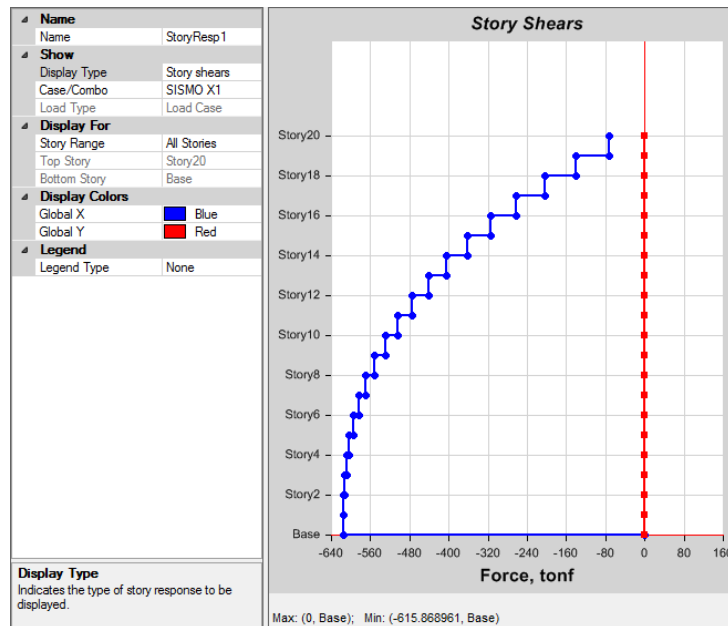 Name
Name StoryResp1
Show
Display Type Story shears
Case/Combo SISMO X1
Load Type Load Case
Display For
Story Range All Stories
Top Story Story20
Bottom Story Base
Display Colors
Global X Blue
Global Y Red
Legend
Legend Type None
Display Type
Indicates the type of story response to be
displayed.
Story Shears
Story20
Story18
Story16
Story14
Story12
Story10
Story8
Story6
Story4
Story2
Base
-640 -560 -480 -400 -320 -240 -160 -80 0 80 160
Force, tonf
Max: (0, Base); Min: (-615.868961, Base)